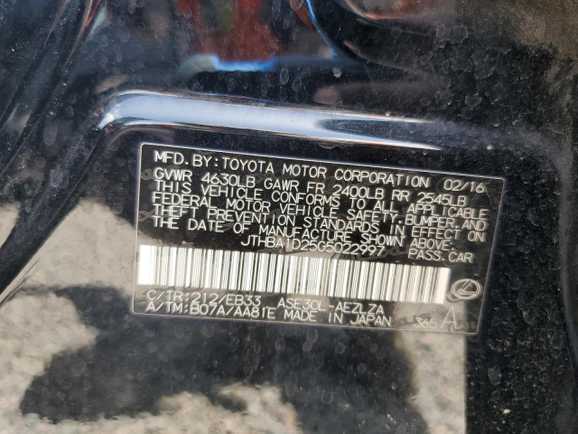 MFD.BY:TOYOTA MOTOR CORPORATION 02/16
GVWR 4630LB GAWR FR 2400LB RR 2545LB
THIS VEHICLE CONFORMS TO ALL APPLICABLE
FEDERAL MOTOR VEHICLE SAFETY,BUMPER,AND
THEFT PREVENTION STANDARDS IN EFFECT ON
THE DATE OF MANUFACTURE SHOWN ABOVE.
JTHBA1D25G5022997 PASS.CAR
C/TR:212/EB33 ASE30L-AEZLZA
A/TM:B07A/AA81E MADE IN JAPAN